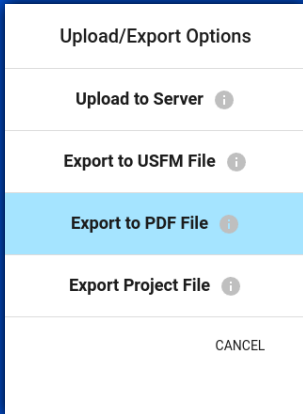 Upload/Export Options
Upload to Server
Export to USFM File
Export to PDF File
Export Project File
CANCEL